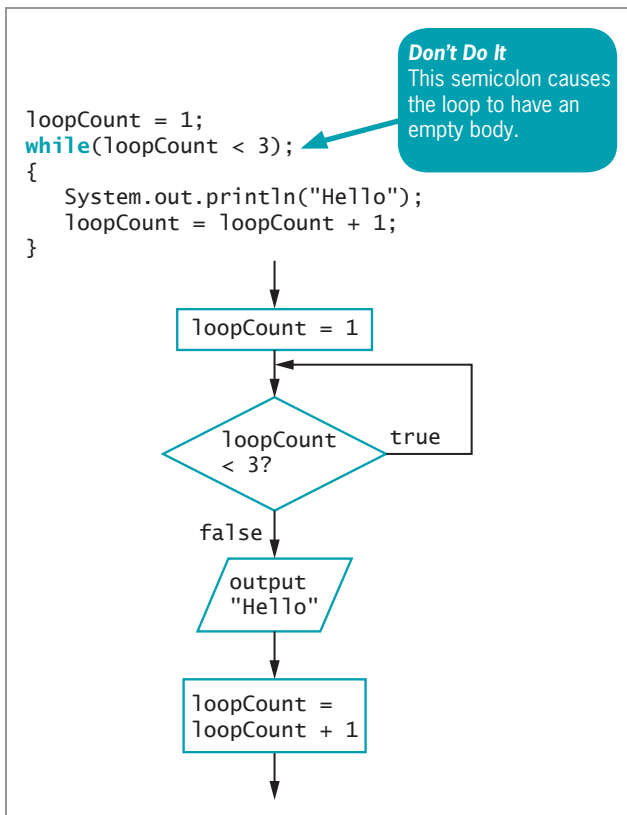 Don't Do It
This semicolon causes
the loop to have an
empty body.
loopCount = 1;
while(loopCount < 3);
{
   System.out.println("Hello");
   loopCount = loopCount + 1;
}
loopCount = 1
loopCount
< 3?
true
false
output
"Hello"
loopCount =
loopCount + 1